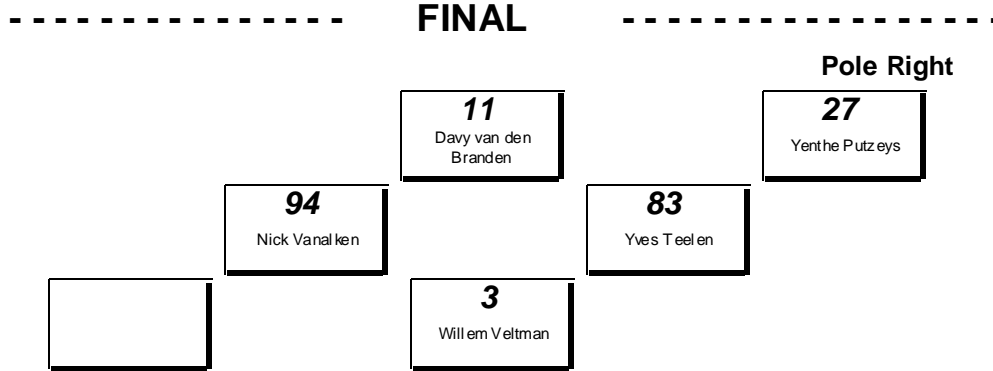 - - - - - - - - - - - - - - - - FINAL - - - - - - - - - - - - - - - - -
Pole Right
11
Davy van den
Branden
27
Yenthe Putzeys
94
Nick Vanalken
83
Yves Teelen
3
Willem Veltman